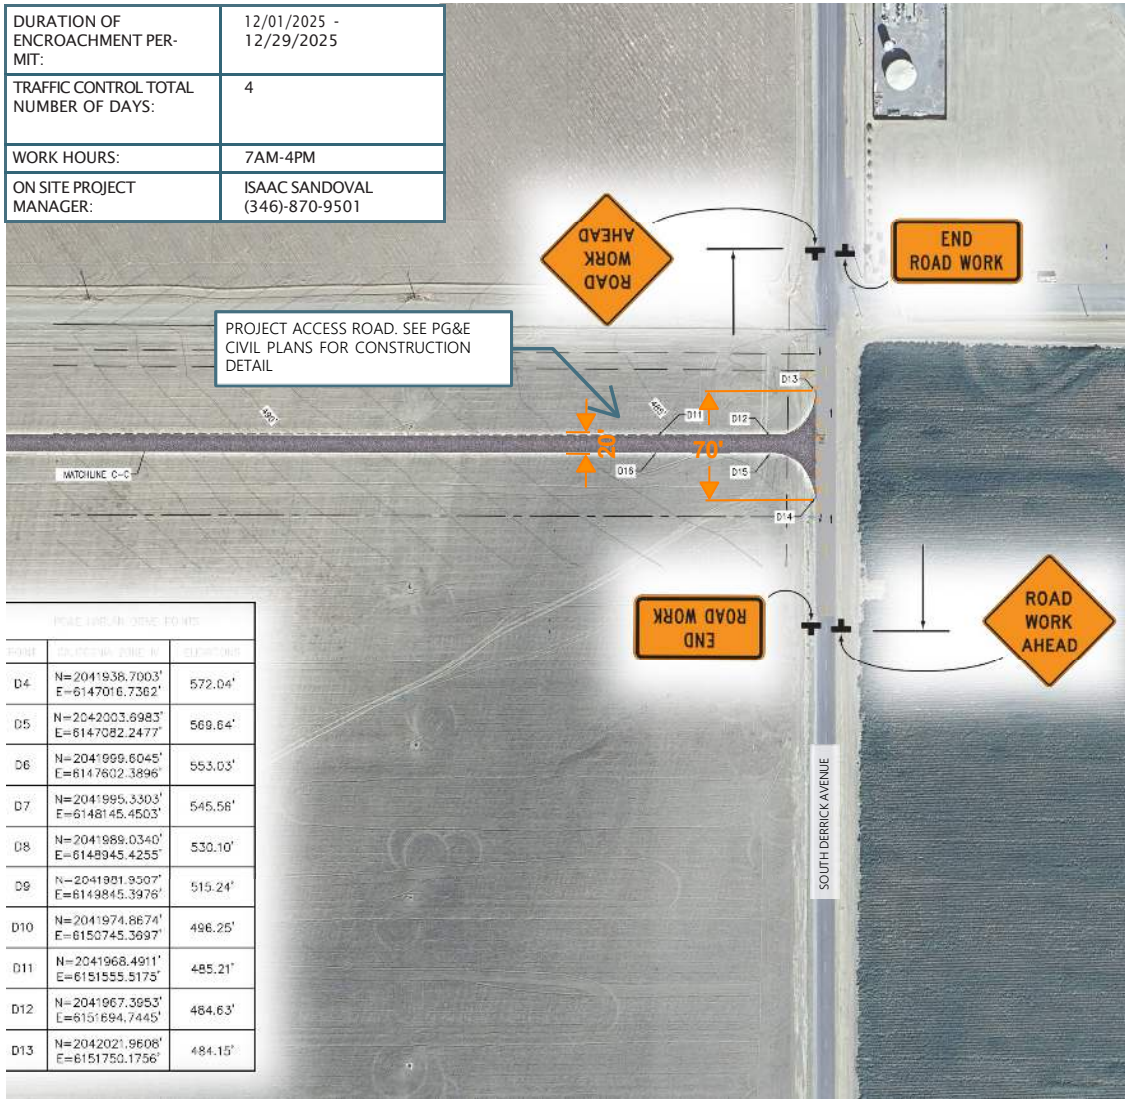 DURATION OF
ENCROACHMENT PER-
MIT:
12/01/2025 -
12/29/2025
TRAFFIC CONTROL TOTAL
NUMBER OF DAYS:
4
WORK HOURS:
7AM-4PM
ON SITE PROJECT
MANAGER:
ISAAC SANDOVAL
(346)-870-9501
ROAD
WORK
AHEAD
END
ROAD WORK
PROJECT ACCESS ROAD. SEE PG&E
CIVIL PLANS FOR CONSTRUCTION
DETAIL
D13
490'
485'
D11
D12
20'
70'
MATCHLINE C-C
D16
D15
D14
END
ROAD WORK
ROAD
WORK
AHEAD
SOUTH DERRICK AVENUE
POINT
ELEVATIONS
D4
N=2041938.7003'
E=6147016.7362'
572.04'
D5
N=2042003.6983'
E=6147082.2477'
569.64'
D6
N=2041999.6045'
E=6147602.3896'
553.03'
D7
N=2041995.3303'
E=6148145.4503'
545.56'
D8
N=2041989.0340'
E=6148945.4255'
530.10'
D9
N=2041981.9507'
E=6149845.3976'
515.24'
D10
N=2041974.8674'
E=6150745.3697'
496.25'
D11
N=2041968.4911'
E=6151555.5175'
485.21'
D12
N=2041967.3953'
E=6151694.7445'
484.63'
D13
N=2042021.9608'
E=6151750.1756'
484.15'